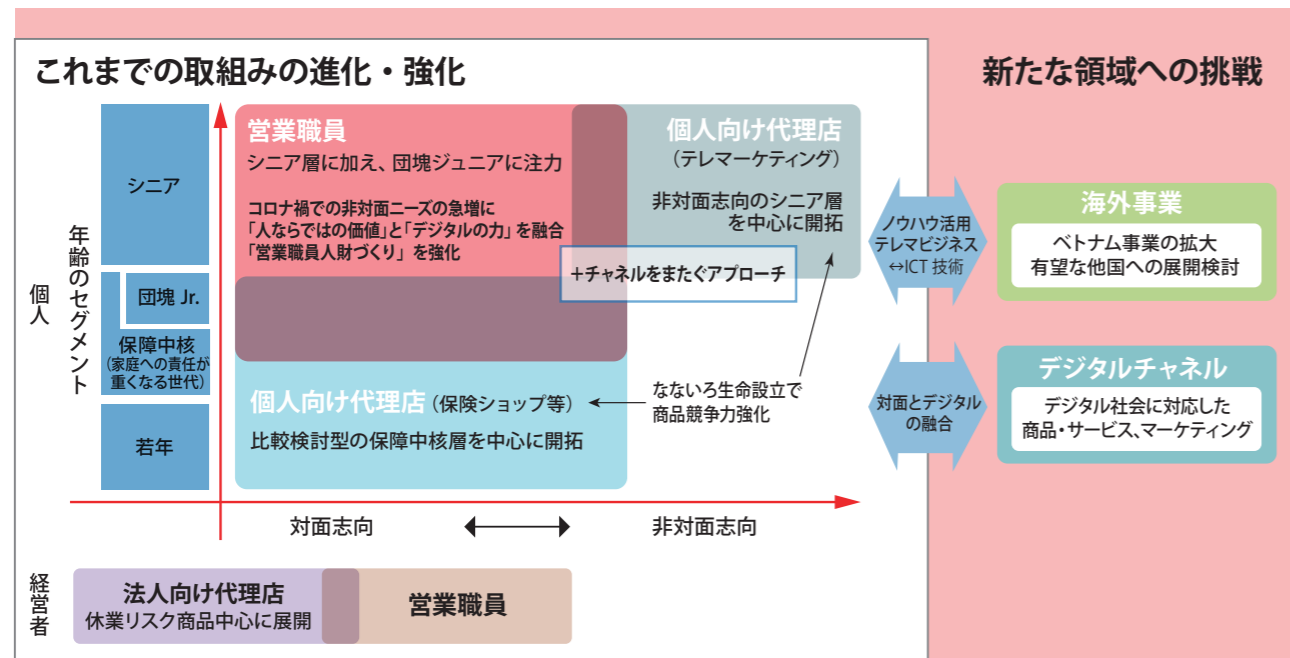 これまでの取組みの進化・強化
新たな領域への挑戦
個人
年齢のセグメント
シニア
団塊 Jr.
保障中核
(家庭への責任が
重くなる世代)
若年
営業職員
シニア層に加え、団塊ジュニアに注力
コロナ禍での非対面ニーズの急増に
「人ならではの価値」と「デジタルの力」を融合
「営業職員人財づくり」を強化
個人向け代理店
（テレマーケティング）
非対面志向のシニア層
を中心に開拓
＋チャネルをまたぐアプローチ
個人向け代理店（保険ショップ等）
比較検討型の保障中核層を中心に開拓
なないろ生命設立で
商品競争力強化
対面志向
非対面志向
ノウハウ活用
テレマビジネス
↔ICT 技術
対面とデジタル
の融合
海外事業
ベトナム事業の拡大
有望な他国への展開検討
デジタルチャネル
デジタル社会に対応した
商品・サービス、マーケティング
経営者
法人向け代理店
休業リスク商品中心に展開
営業職員